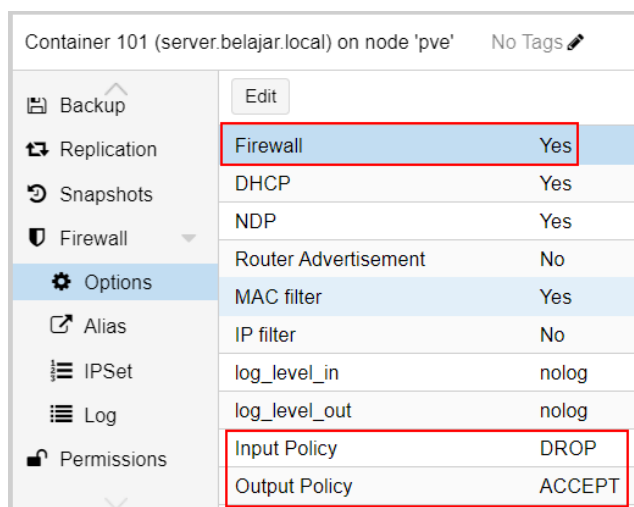 Container 101 (server.belajar.local) on node 'pve' No Tags
Backup
Replication
Snapshots
Firewall
Options
Alias
IPSet
Log
Permissions
Edit
Firewall Yes
DHCP Yes
NDP Yes
Router Advertisement No
MAC filter Yes
IP filter No
log_level_in nolog
log_level_out nolog
Input Policy DROP
Output Policy ACCEPT